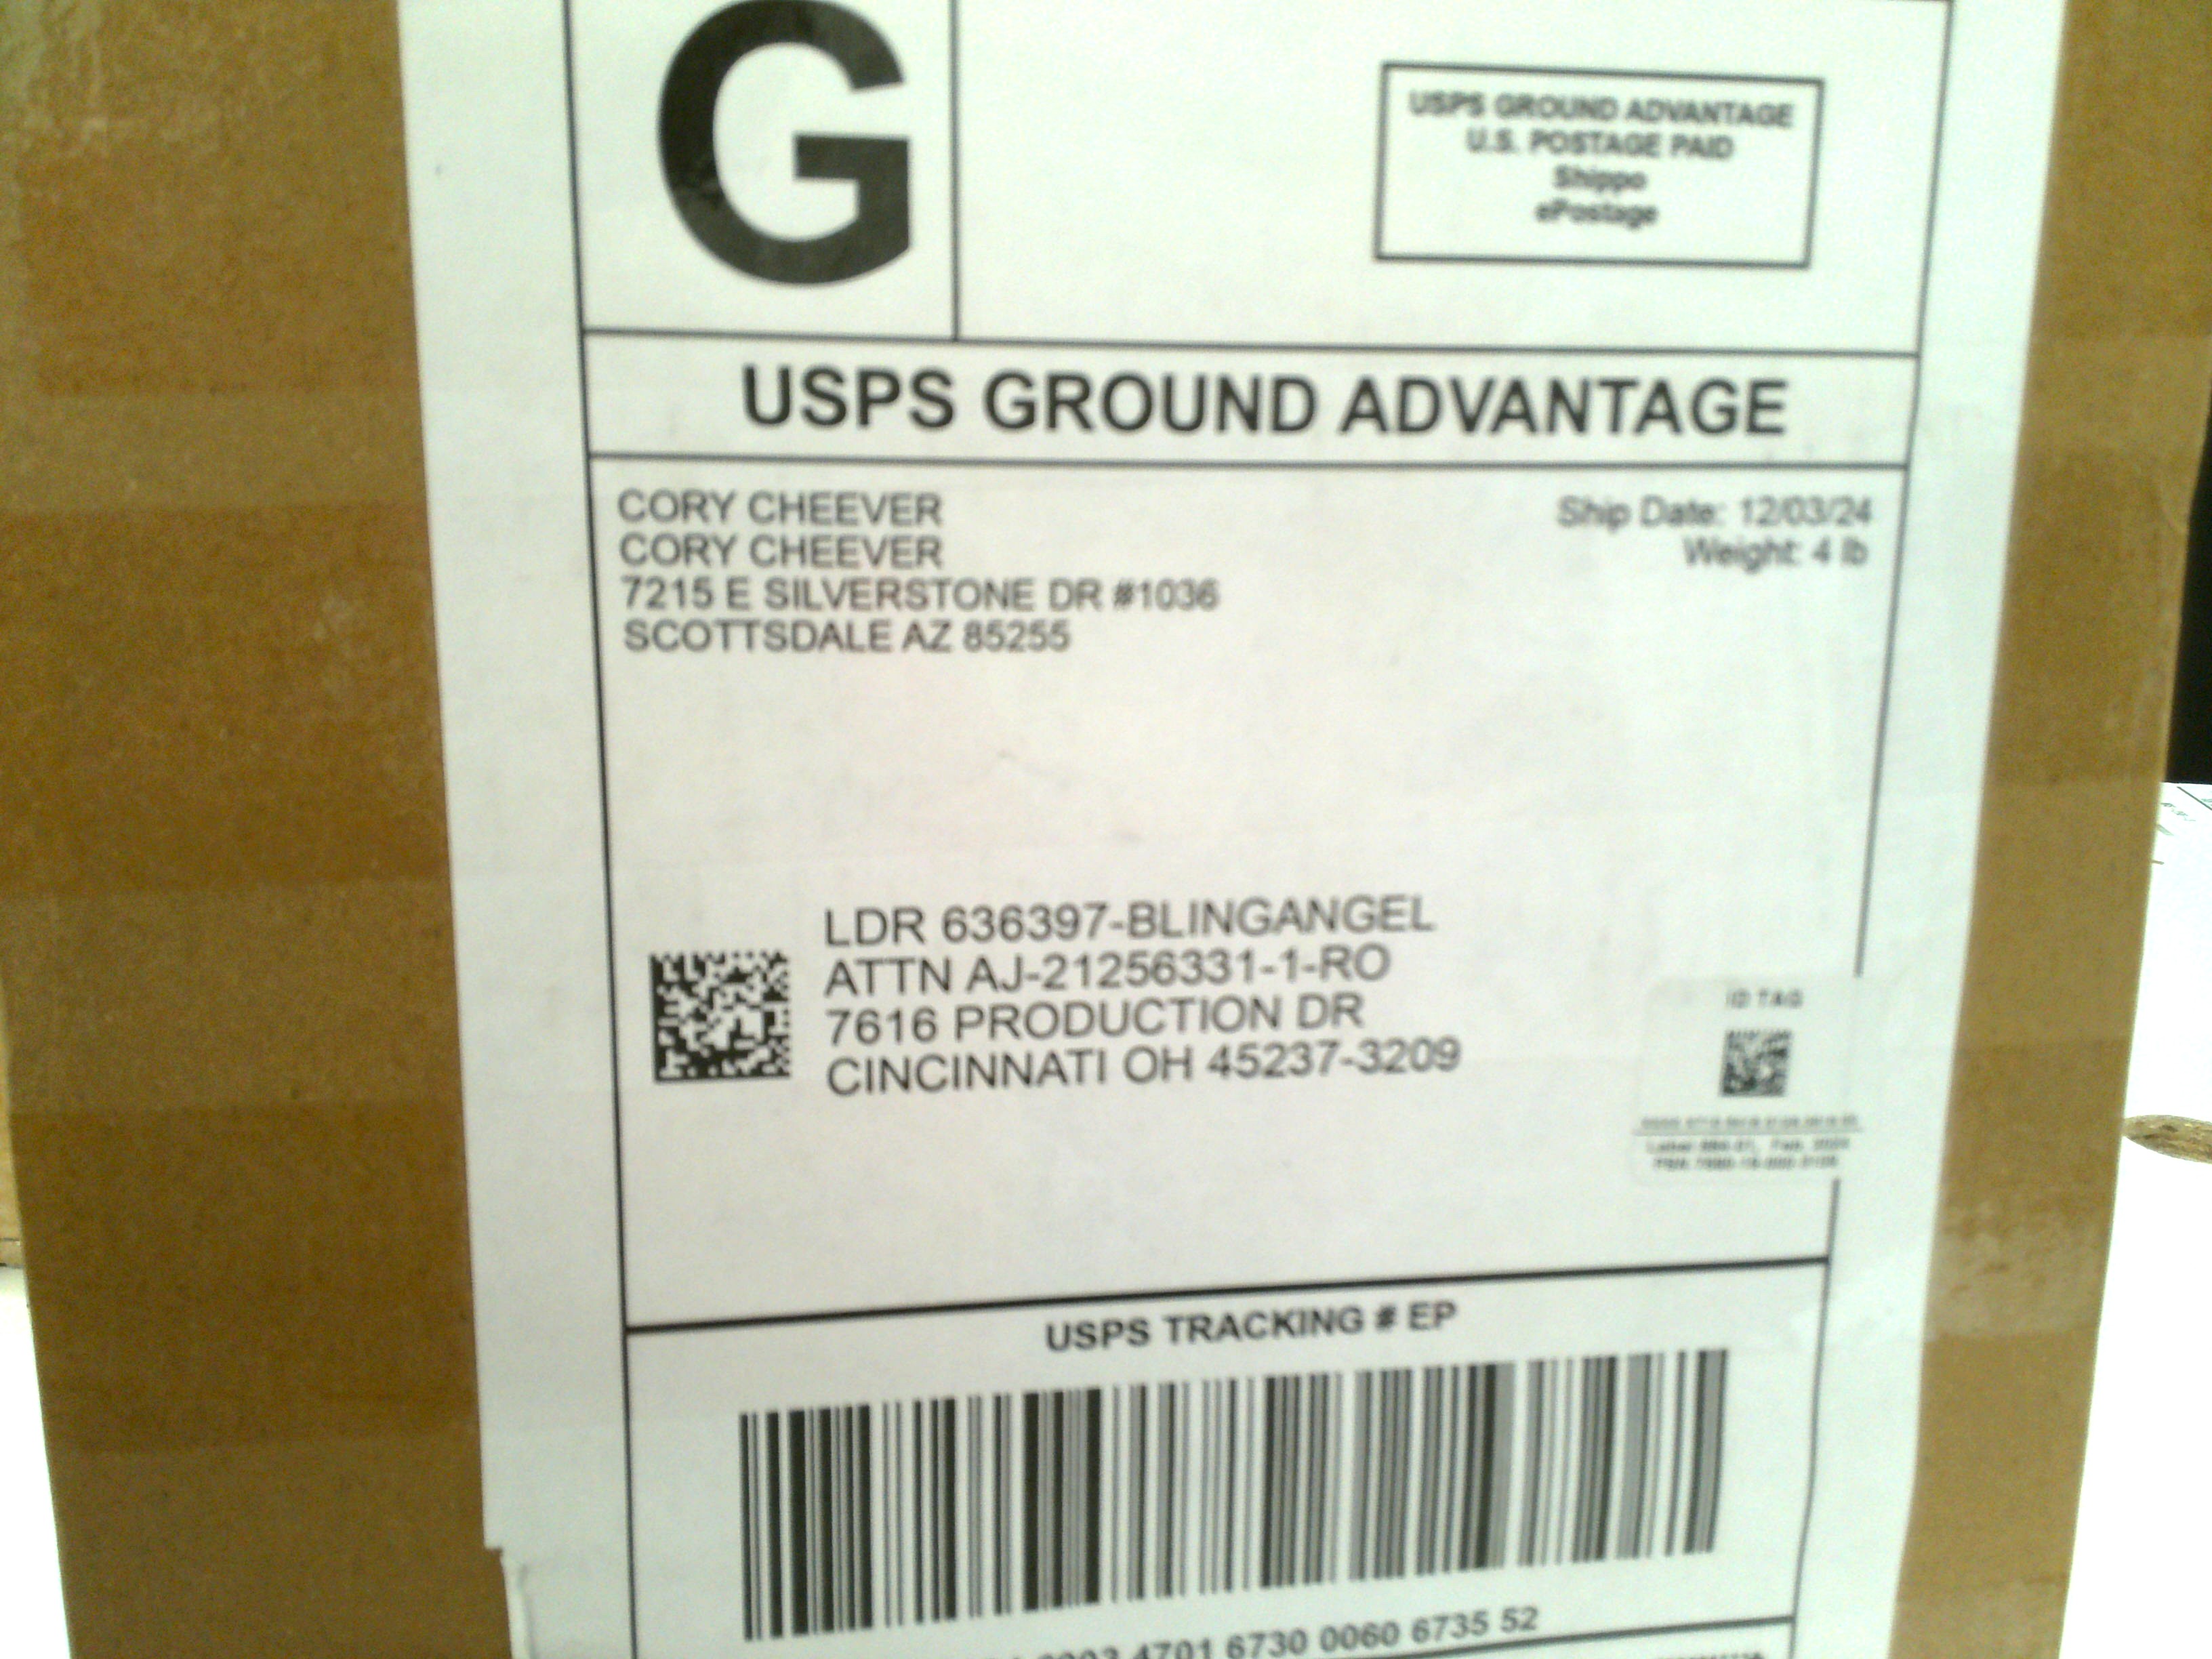 G
USPS GROUND ADVANTAGE
U.S. POSTAGE PAID
Shippo
ePostage
USPS GROUND ADVANTAGE
CORY CHEEVER
CORY CHEEVER
7215 E SILVERSTONE DR #1036
SCOTTSDALE AZ 85255
Ship Date: 12/03/24
Weight: 4 lb
LDR 636397-BLINGANGEL
ATTN AJ-21256331-1-RO
7616 PRODUCTION DR
CINCINNATI OH 45237-3209
ID TAG
USPS TRACKING # EP
4701 6730 0060 6735 52